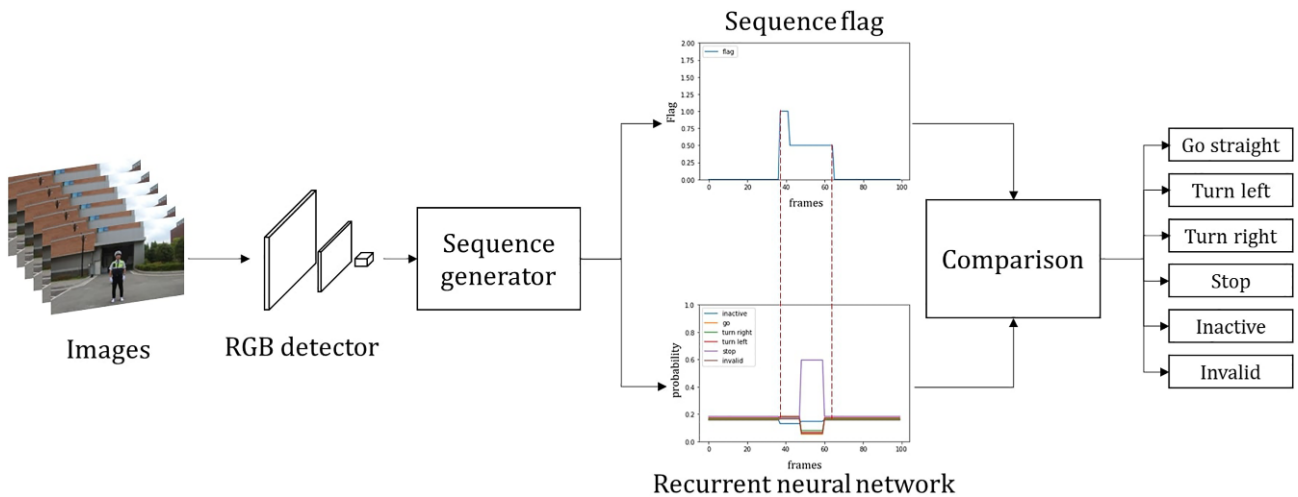 Sequence flag
2.00
1.75
1.50
1.25
1.00
0.75
0.50
0.25
0.00
Flag
flag
0
20
40
60
80
100
frames
Images
RGB detector
Sequence
generator
1.0
0.8
0.6
0.4
0.2
0.0
probability
inactive
go
turn right
turn left
stop
invalid
0
20
40
60
80
100
frames
Recurrent neural network
Comparison
Go straight
Turn left
Turn right
Stop
Inactive
Invalid